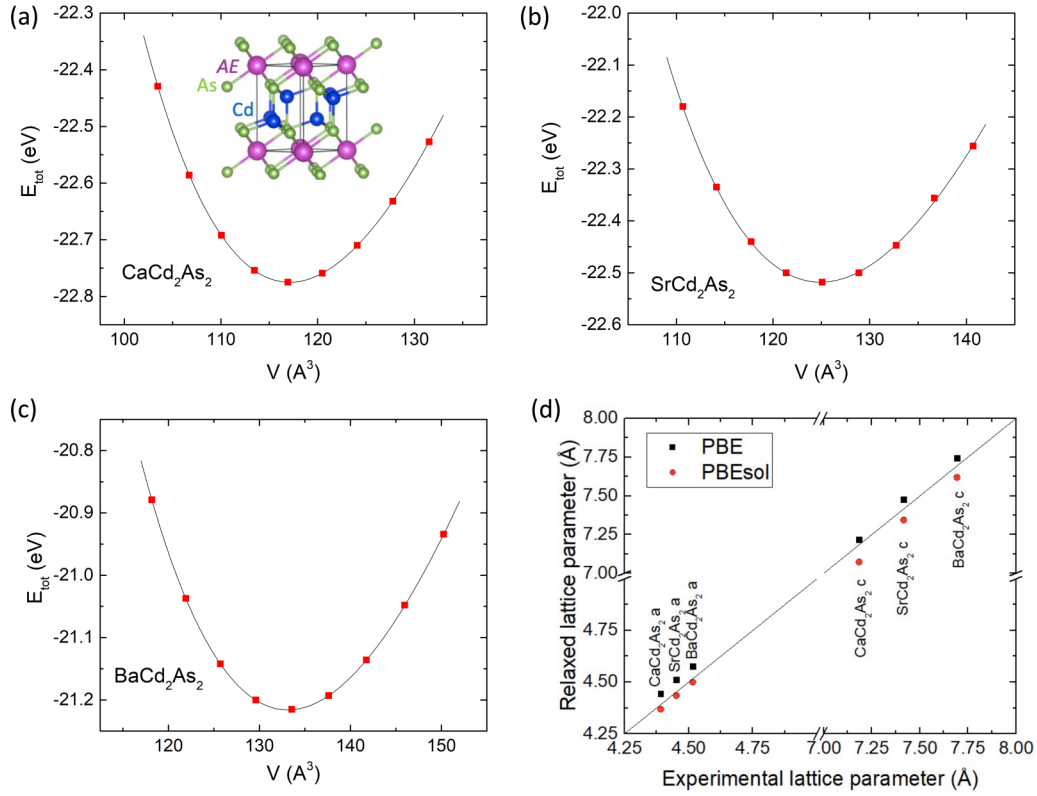 (a)
-22.3
-22.4
-22.5
-22.6
-22.7
-22.8
E_tot (eV)
AE
As
Cd
CaCd₂As₂
100 110 120 130
V (A³)
(b)
-22.0
-22.1
-22.2
-22.3
-22.4
-22.5
-22.6
E_tot (eV)
SrCd₂As₂
110 120 130 140
V (A³)
(c)
-20.8
-20.9
-21.0
-21.1
-21.2
E_tot (eV)
BaCd₂As₂
120 130 140 150
V (A³)
(d)
8.00
7.75
7.50
7.25
7.00
4.75
4.50
4.25
Relaxed lattice parameter (Å)
PBE
PBEsol
CaCd₂As₂ a
SrCd₂As₂ a
BaCd₂As₂ a
CaCd₂As₂ c
SrCd₂As₂ c
BaCd₂As₂ c
4.25 4.50 7.00 7.25 7.50 7.75 8.00
Experimental lattice parameter (Å)